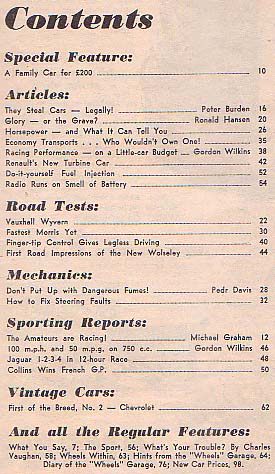 Contents
Special Feature:
A Family Car for £200 10
Articles:
They Steal Cars — Legally! Peter Burden 16
Glory — or the Grave? Ronald Hansen 20
Horsepower — and What It Can Tell You 26
Economy Transports . . . Who Wouldn't Own One! 35
Racing Performance — on a Little-car Budget Gordon Wilkins 38
Renault's New Turbine Car 42
Do-it-yourself Fuel Injection 52
Radio Runs on Smell of Battery 54
Road Tests:
Vauxhall Wyvern 22
Fastest Morris Yet 30
Finger-tip Control Gives Legless Driving 40
First Road Impressions of the New Wolseley 44
Mechanics:
Don't Put up with Dangerous Fumes! Pedr Davis 28
How to Fix Steering Faults 32
Sporting Reports:
The Amateurs are Racing! Michael Graham 12
100 m.p.h. and 50 m.p.g. on 750 c.c. Gordon Wilkins 46
Jaguar 1-2-3-4 in 12-hour Race 48
Collins Wins French G.P. 50
Vintage Cars:
First of the Breed, No. 2 — Chevrolet 62
And all the Regular Features:
What You Say, 7; The Sport, 56; What's Your Trouble? By Charles
Vaughan, 58; Wheels Within, 63; Hints from the "Wheels" Garage, 64;
Diary of the "Wheels" Garage, 76; New Car Prices, 98.